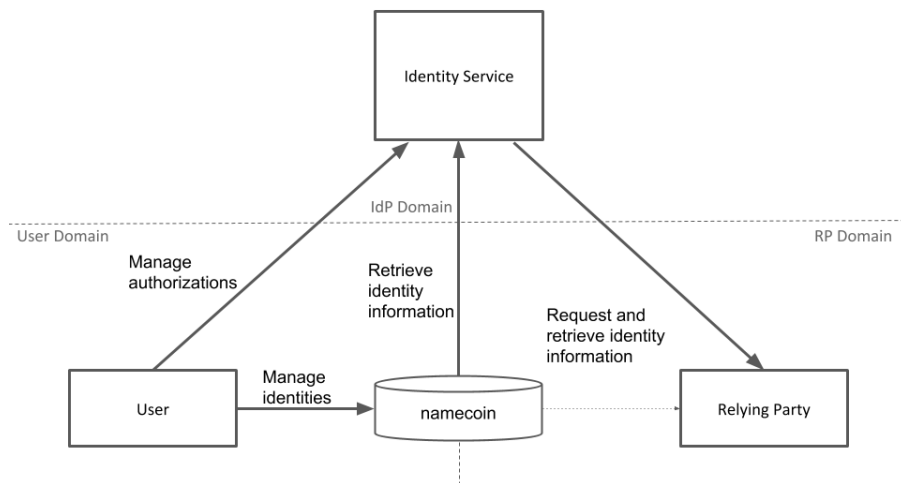 Identity Service
IdP Domain
User Domain
RP Domain
Manage
authorizations
Retrieve
identity
information
Request and
retrieve identity
information
Manage
identities
User
namecoin
Relying Party